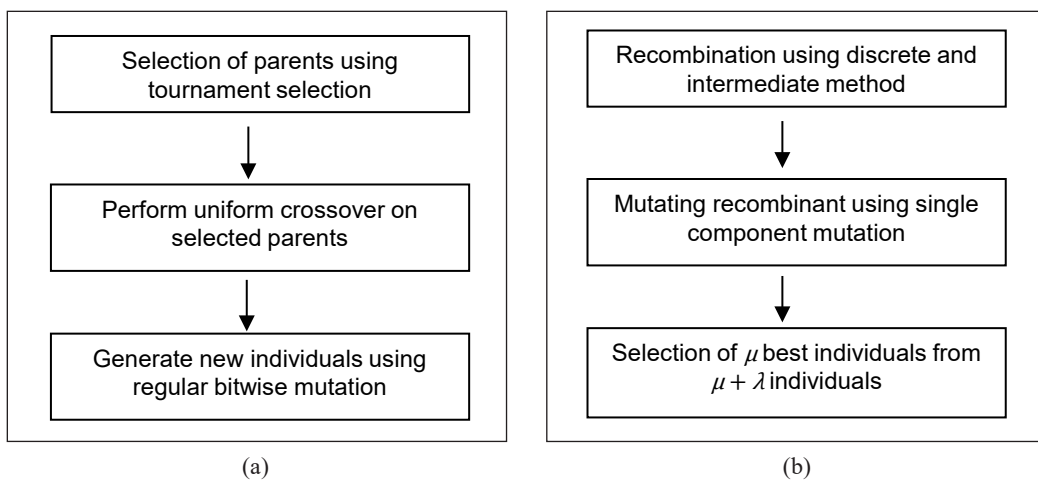 Selection of parents using
tournament selection
Perform uniform crossover on
selected parents
Generate new individuals using
regular bitwise mutation
(a)
Recombination using discrete and
intermediate method
Mutating recombinant using single
component mutation
Selection of μ best individuals from
μ + λ individuals
(b)